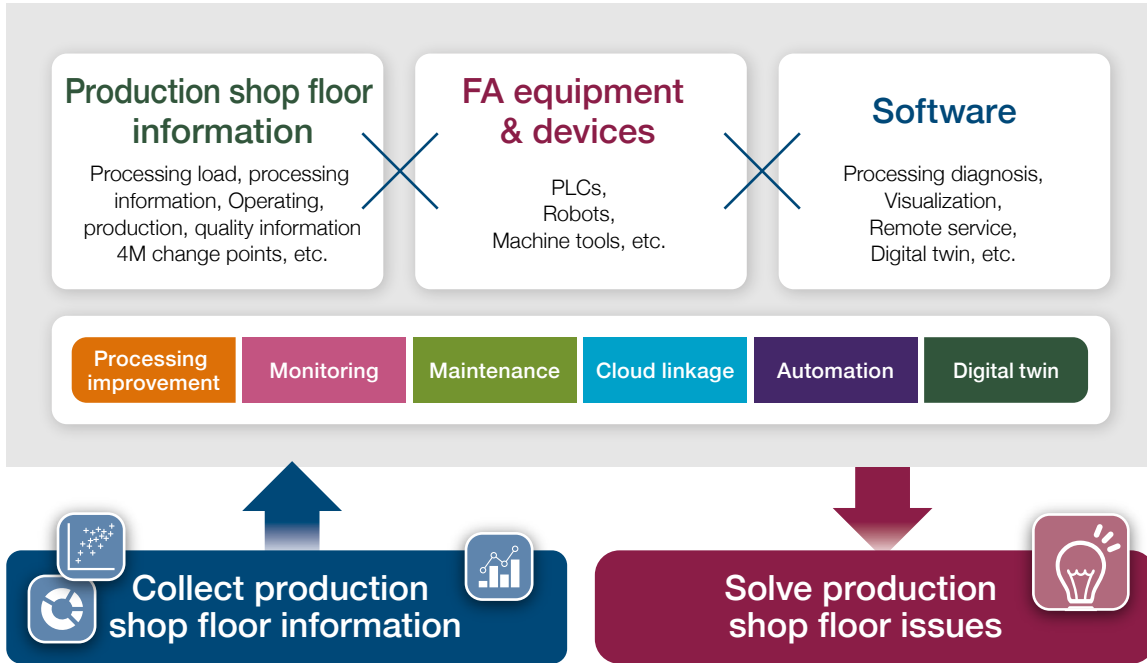 Production shop floor
information
Processing load, processing
information, Operating,
production, quality information
4M change points, etc.
FA equipment
& devices
PLCs,
Robots,
Machine tools, etc.
Software
Processing diagnosis,
Visualization,
Remote service,
Digital twin, etc.
Processing
improvement
Monitoring
Maintenance
Cloud linkage
Automation
Digital twin
Collect production
shop floor information
Solve production
shop floor issues